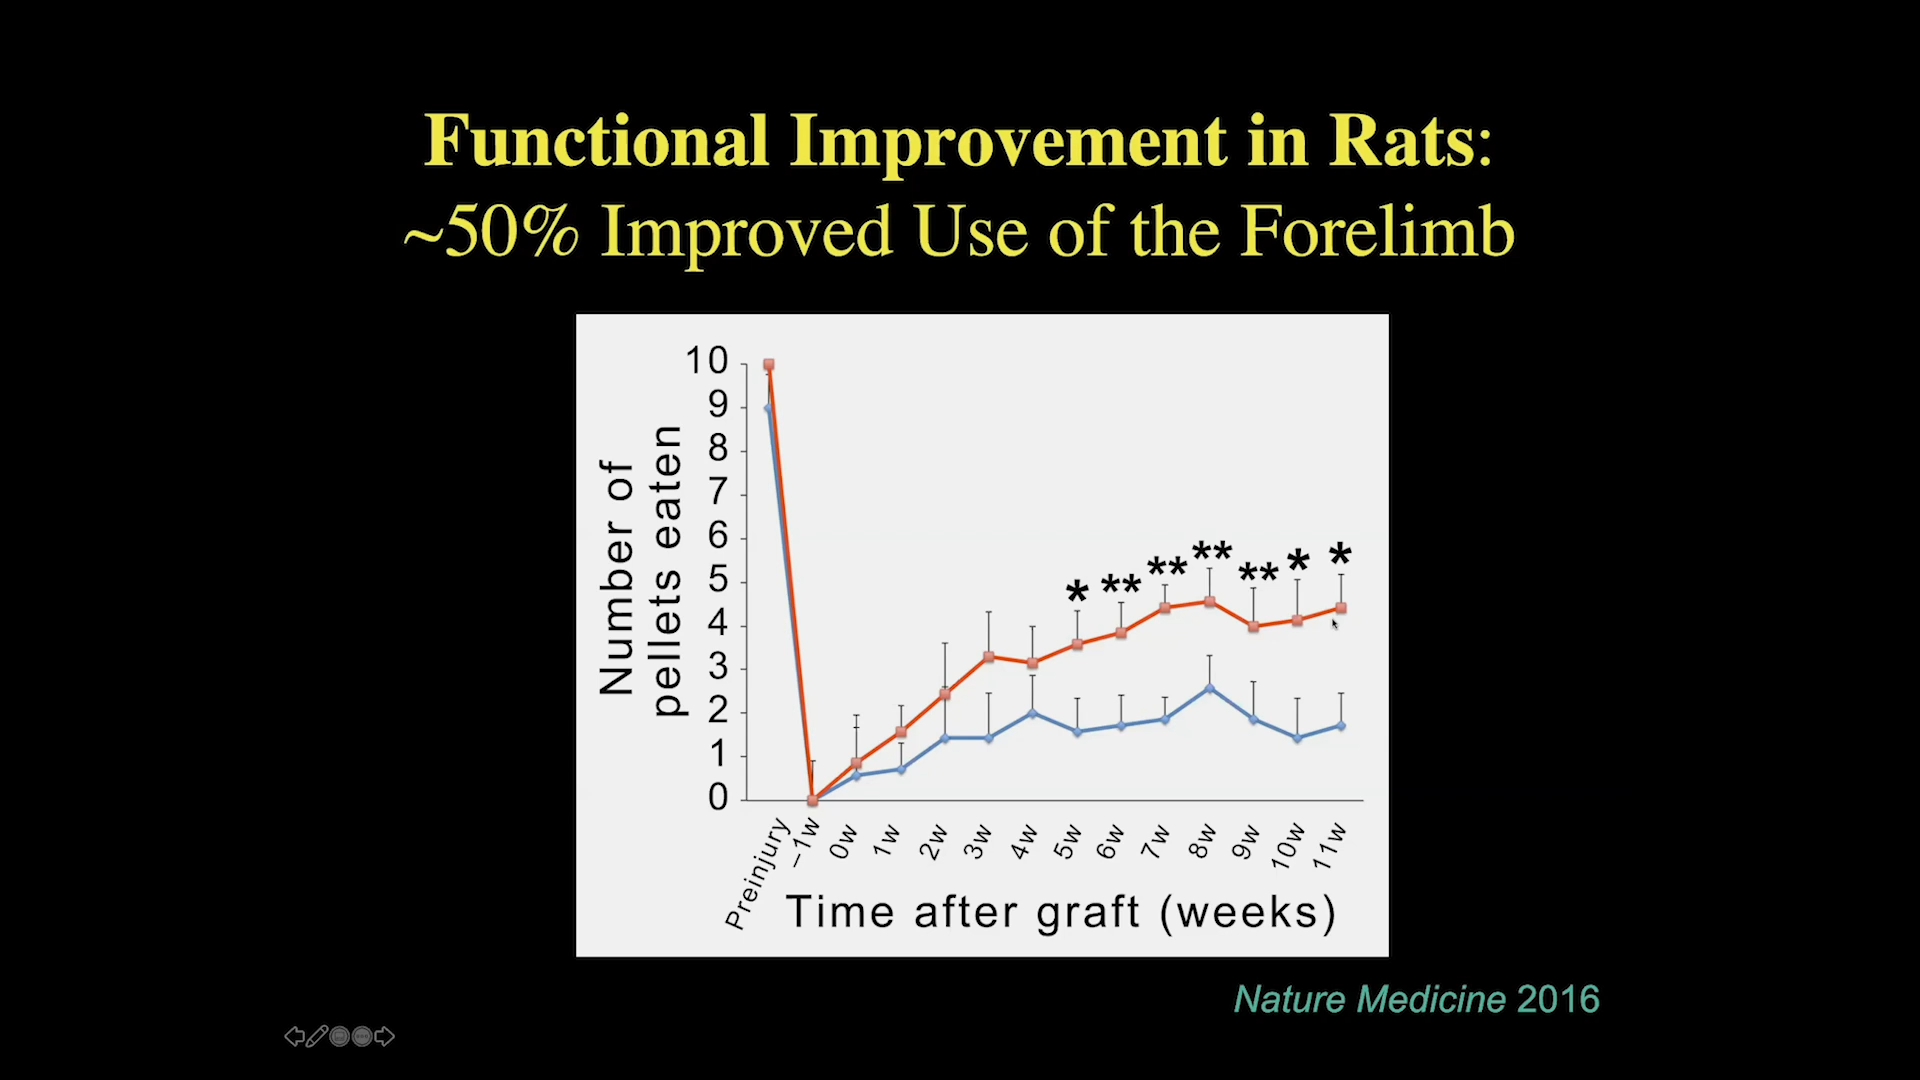 Functional Improvement in Rats:
~50% Improved Use of the Forelimb
Number of
pellets eaten
10
9
8
7
6
5
4
3
2
1
0
* ** ** ** ** * *
Preinjury −1w 0w 1w 2w 3w 4w 5w 6w 7w 8w 9w 10w 11w
Time after graft (weeks)
Nature Medicine 2016